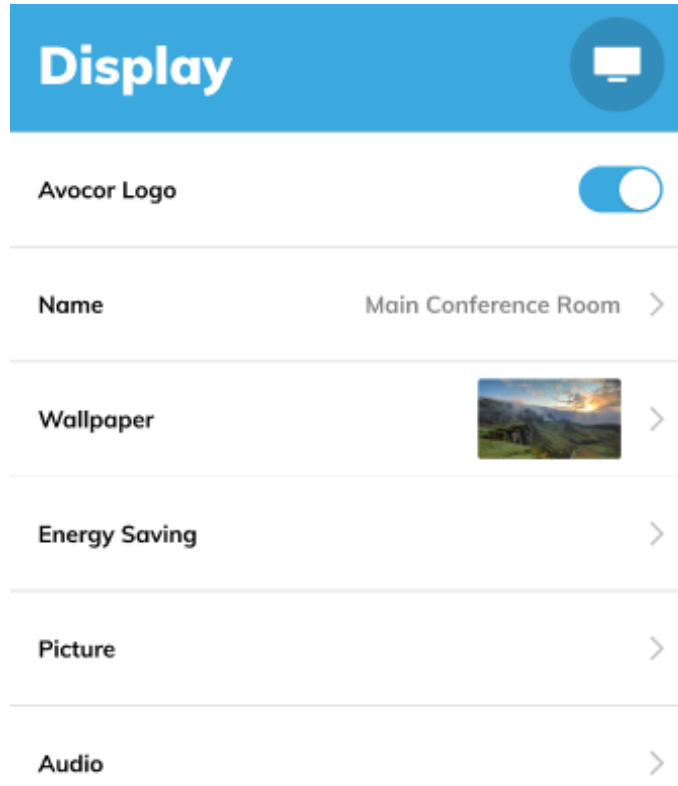 Display
Avocor Logo
Name Main Conference Room
Wallpaper
Energy Saving
Picture
Audio